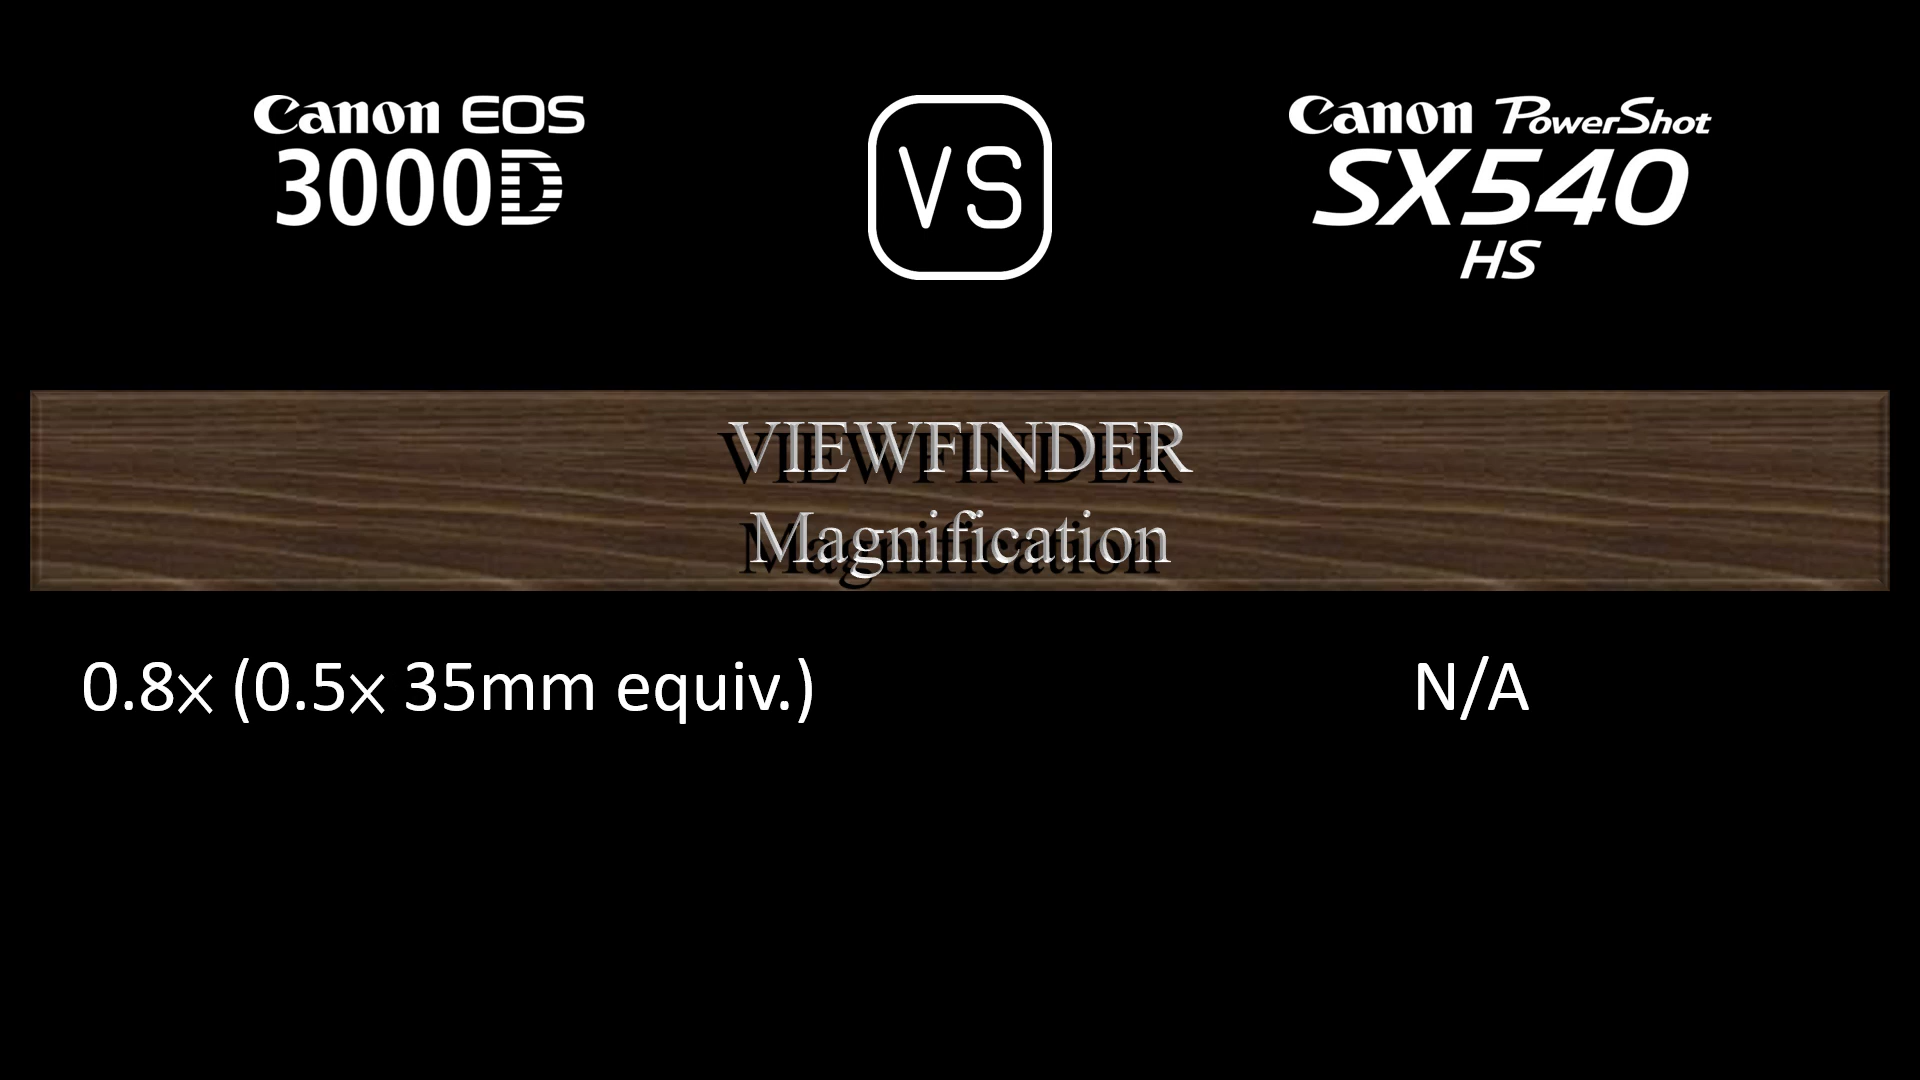 Canon EOS
3000D
VS
Canon PowerShot
SX540
HS
VIEWFINDER
Magnification
0.8× (0.5× 35mm equiv.)
N/A